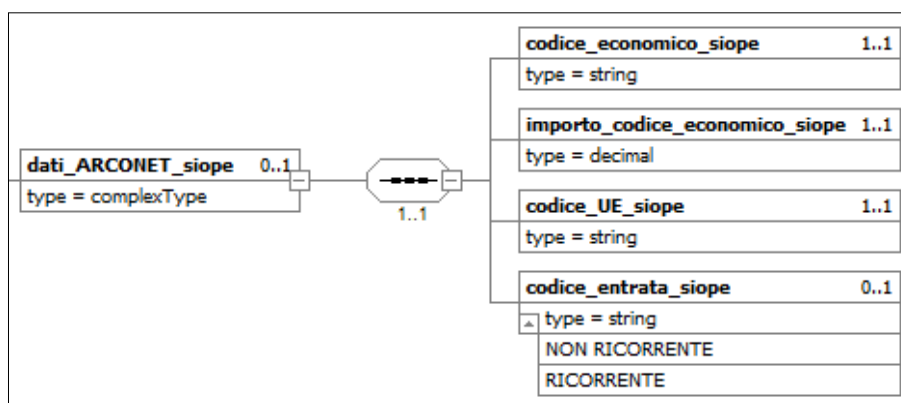 dati_ARCONET_siope 0..1
type = complexType
1..1
codice_economico_siope 1..1
type = string
importo_codice_economico_siope 1..1
type = decimal
codice_UE_siope 1..1
type = string
codice_entrata_siope 0..1
type = string
NON RICORRENTE
RICORRENTE